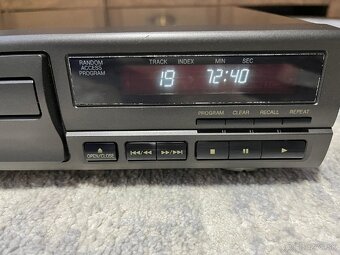 RANDOM
ACCESS
PROGRAM
TRACK INDEX MIN SEC
19 72:40
PROGRAM CLEAR RECALL REPEAT
OPEN/CLOSE